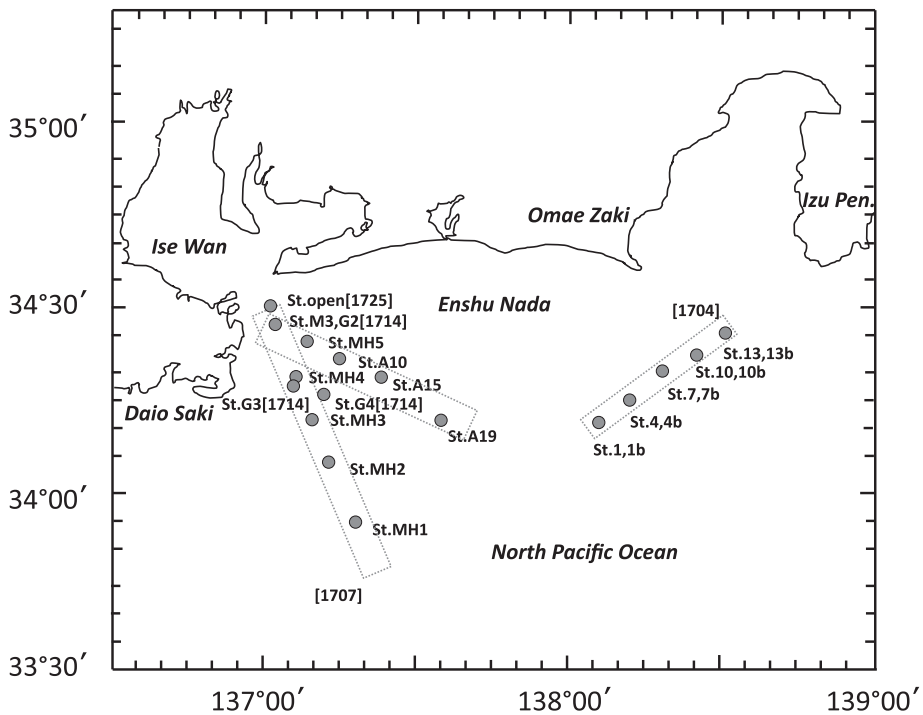 35°00′
Izu Pen.
Omae Zaki
Ise Wan
34°30′
St.open[1725]
Enshu Nada
[1704]
St.M3,G2[1714]
St.MH5
St.13,13b
St.A10
St.10,10b
St.MH4
St.A15
St.7,7b
St.G3[1714]
St.G4[1714]
Daio Saki
St.MH3
St.4,4b
St.A19
St.1,1b
St.MH2
34°00′
St.MH1
North Pacific Ocean
[1707]
33°30′
137°00′
138°00′
139°00′